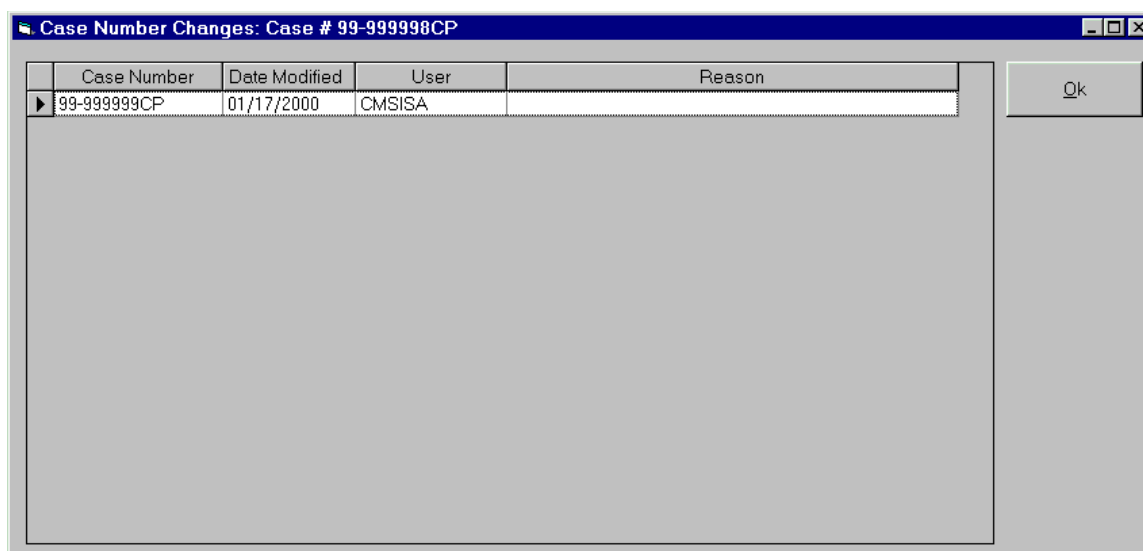 Case Number Changes: Case # 99-999998CP
Case Number Date Modified User Reason
99-999999CP 01/17/2000 CMSISA
Ok